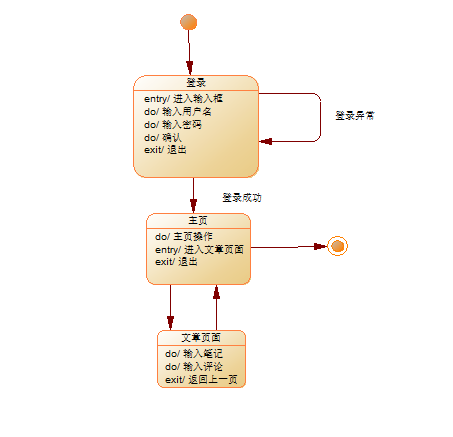 登录
entry/ 进入输入框
do/ 输入用户名
do/ 输入密码
do/ 确认
exit/ 退出
登录异常
登录成功
主页
do/ 主页操作
entry/ 进入文章页面
exit/ 退出
文章页面
do/ 输入笔记
do/ 输入评论
exit/ 返回上一页